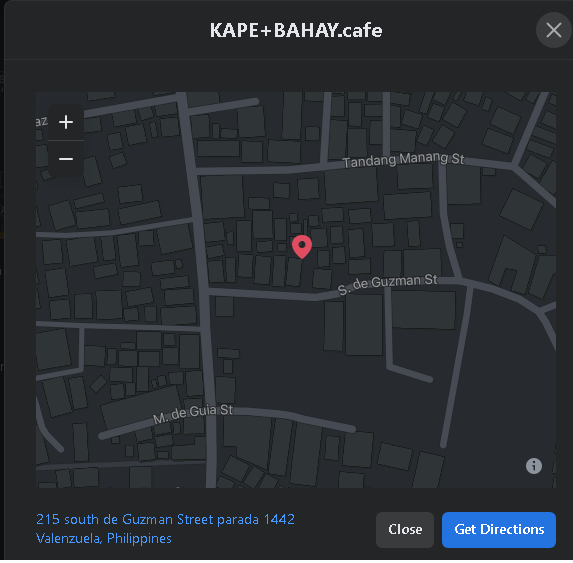 KAPE+BAHAY.cafe
az
+
−
Tandang Manang St
S. de Guzman St
M. de Guia St
215 south de Guzman Street parada 1442
Valenzuela, Philippines
Close
Get Directions